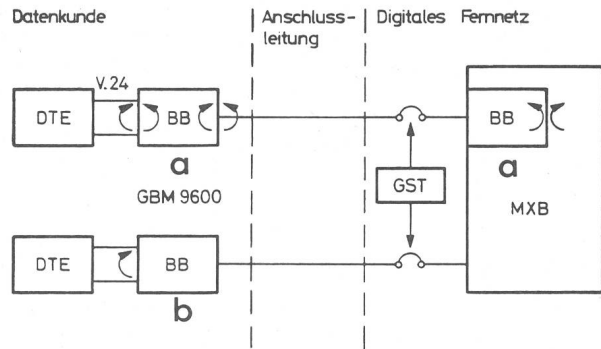 Datenkunde
Anschluss-
leitung
Digitales Fernnetz
V.24
DTE
BB
BB
a
a
GBM 9600
GST
MXB
DTE
BB
b